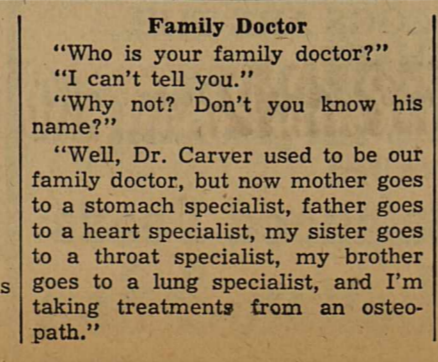 Family Doctor
"Who is your family doctor?"
"I can't tell you."
"Why not? Don't you know his
name?"
"Well, Dr. Carver used to be our
family doctor, but now mother goes
to a stomach specialist, father goes
to a heart specialist, my sister goes
to a throat specialist, my brother
goes to a lung specialist, and I'm
taking treatments from an osteo-
path."
s